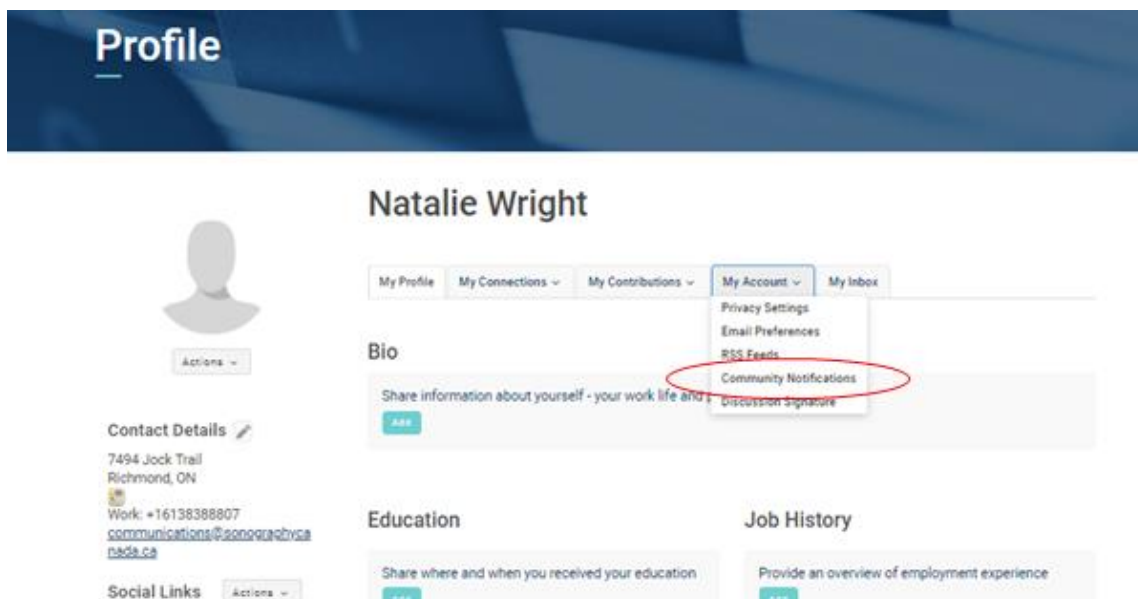 Profile
Natalie Wright
My Profile My Connections My Contributions My Account My Inbox
Privacy Settings
Email Preferences
RSS Feeds
Community Notifications
Discussion Signature
Actions
Bio
Share information about yourself - your work life and
Add
Contact Details
7494 Jock Trail
Richmond, ON
Work: +16138388807
communications@sonographyca
nada.ca
Social Links Actions
Education
Share where and when you received your education
Add
Job History
Provide an overview of employment experience
Add